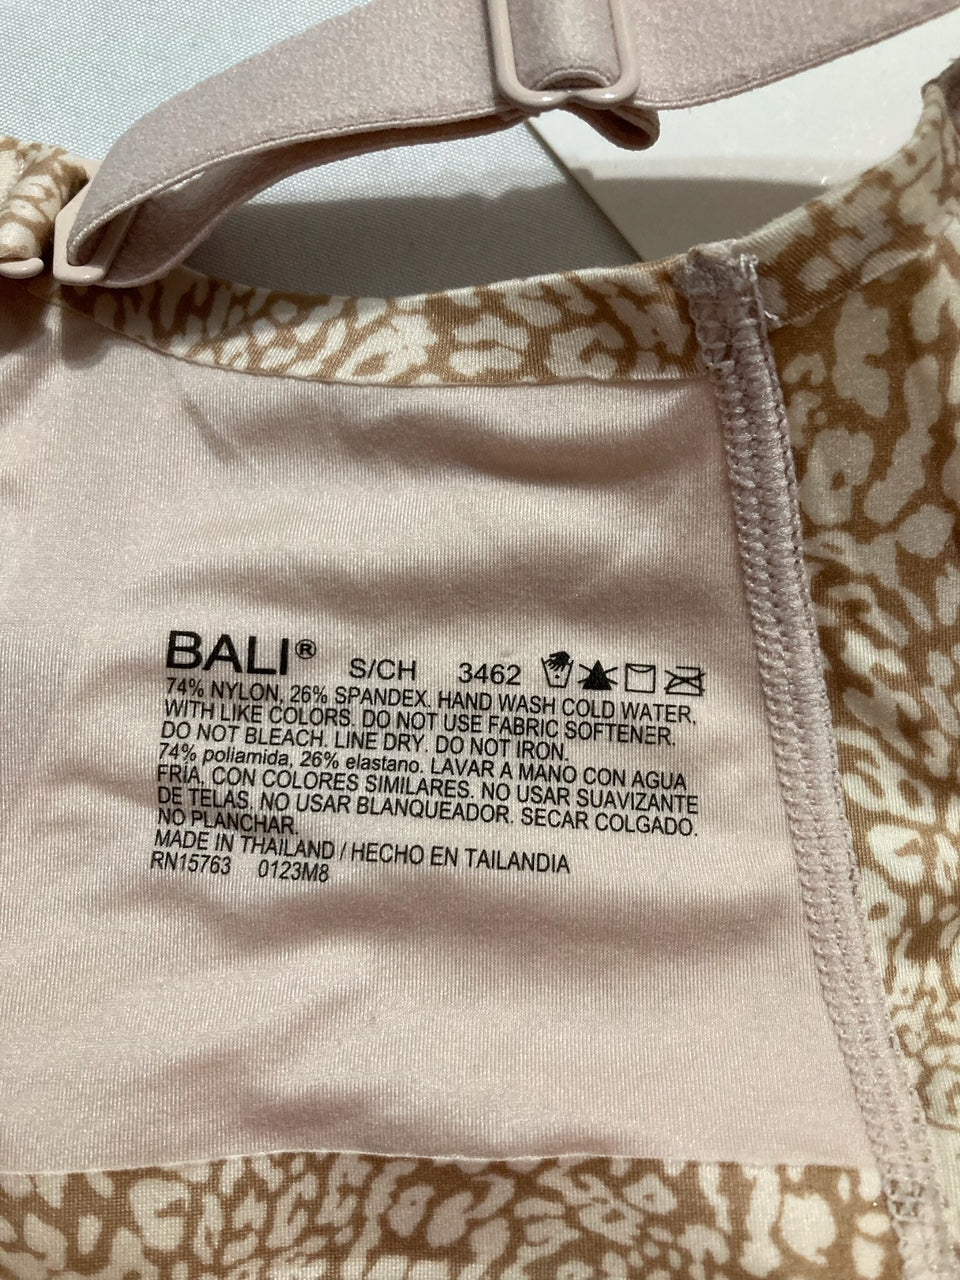 BALI® S/CH 3462
74% NYLON, 26% SPANDEX. HAND WASH COLD WATER,
WITH LIKE COLORS. DO NOT USE FABRIC SOFTENER.
DO NOT BLEACH. LINE DRY. DO NOT IRON.
74% poliamida, 26% elastano. LAVAR A MANO CON AGUA
FRÍA, CON COLORES SIMILARES. NO USAR SUAVIZANTE
DE TELAS. NO USAR BLANQUEADOR. SECAR COLGADO.
NO PLANCHAR.
MADE IN THAILAND / HECHO EN TAILANDIA
RN15763 0123M8